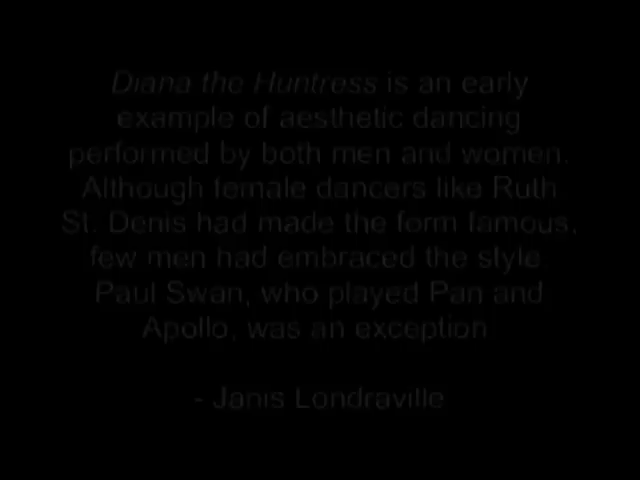 Diana the Huntress is an early
example of aesthetic dancing
performed by both men and women.
Although female dancers like Ruth
St. Denis had made the form famous,
few men had embraced the style.
Paul Swan, who played Pan and
Apollo, was an exception
- Janis Londraville